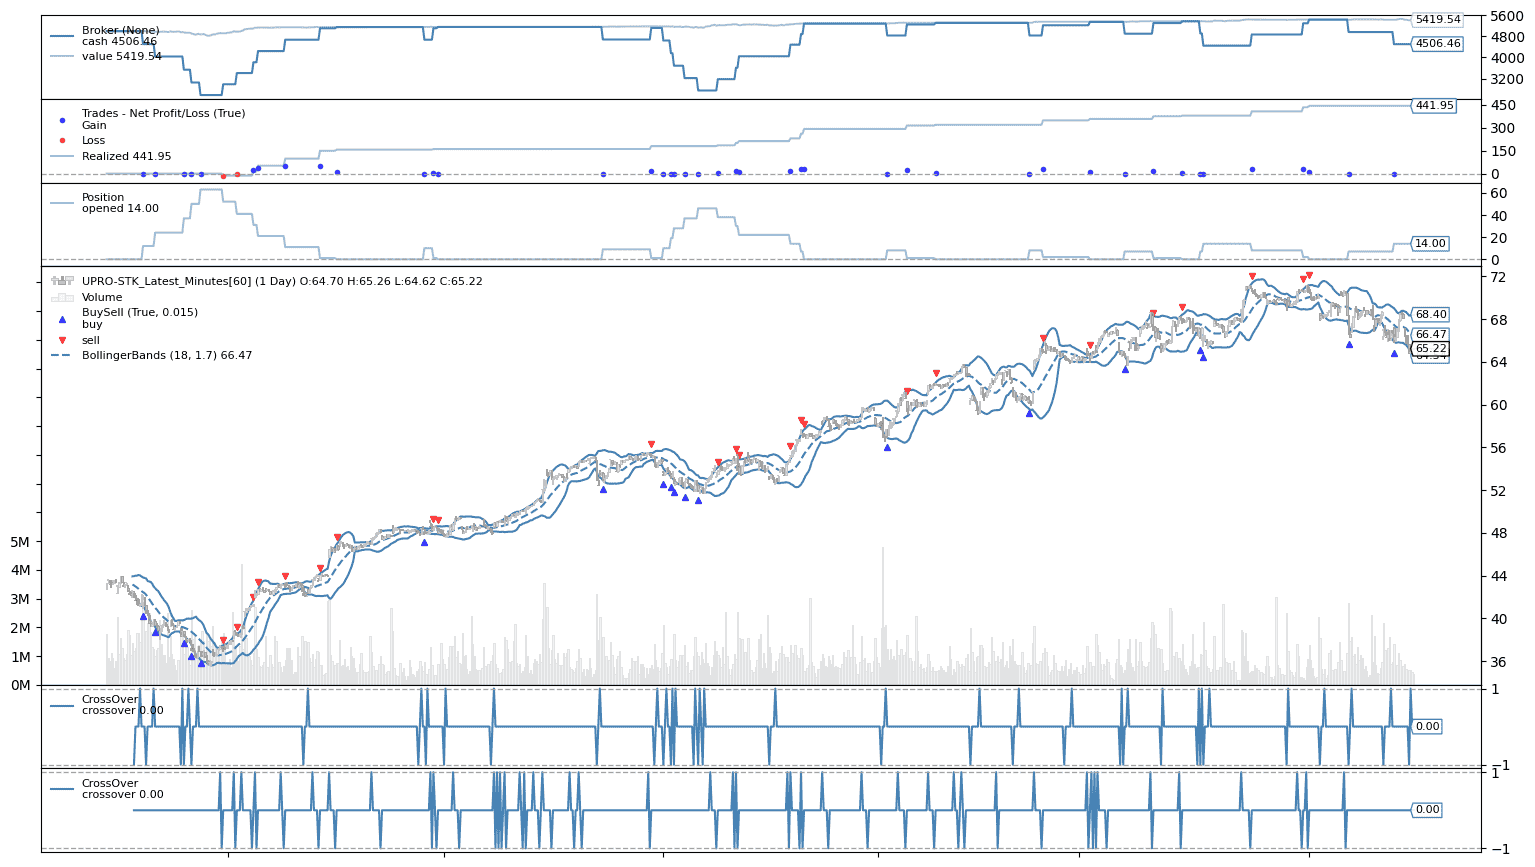 Broker (None)
cash 4506.46
value 5419.54
5419.54
4506.46
5600
4800
4000
3200
Trades - Net Profit/Loss (True)
Gain
Loss
Realized 441.95
441.95
450
300
150
0
Position
opened 14.00
14.00
60
40
20
0
UPRO-STK_Latest_Minutes[60] (1 Day) O:64.70 H:65.26 L:64.62 C:65.22
Volume
BuySell (True, 0.015)
buy
sell
BollingerBands (18, 1.7) 66.47
68.40
66.47
65.22
72
68
64
60
56
52
48
44
40
36
5M
4M
3M
2M
1M
0M
CrossOver
crossover 0.00
0.00
1
−1
CrossOver
crossover 0.00
0.00
1
−1